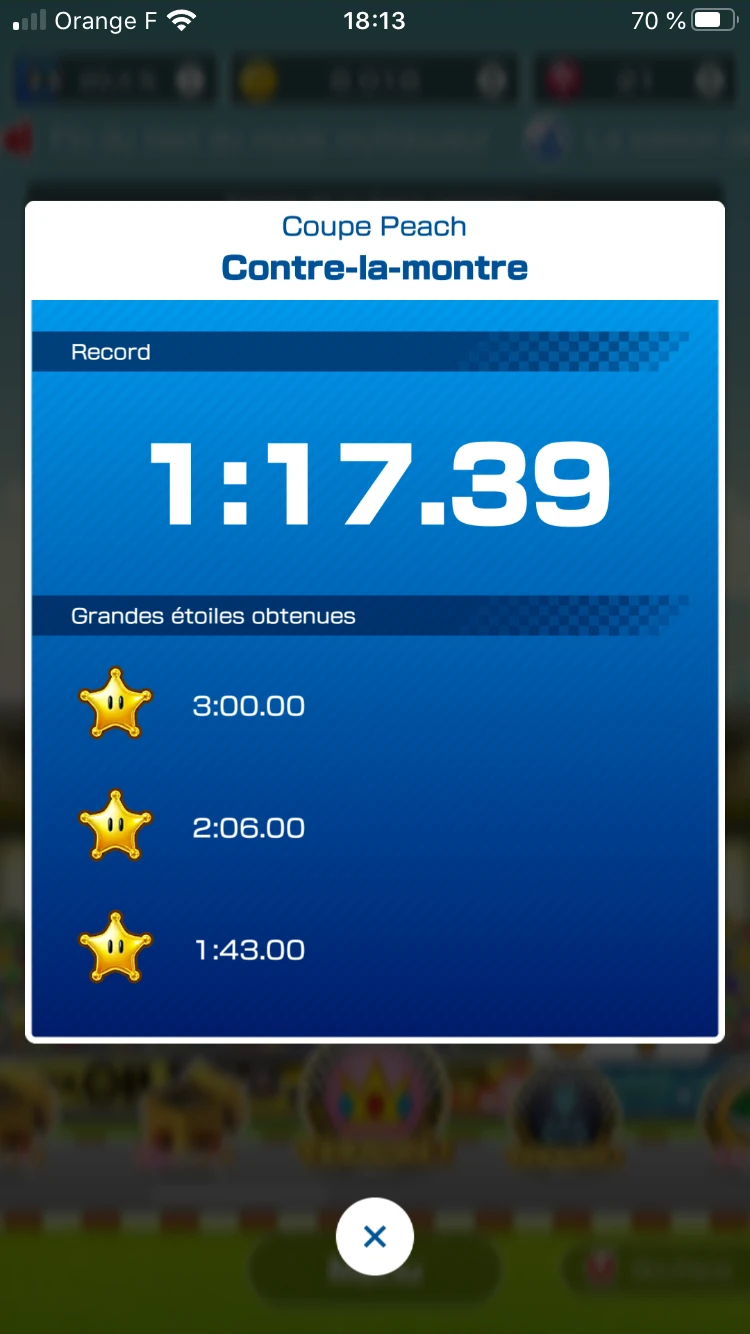 Orange F 18:13 70 %
Coupe Peach
Contre-la-montre
Record
1:17.39
Grandes étoiles obtenues
3:00.00
2:06.00
1:43.00